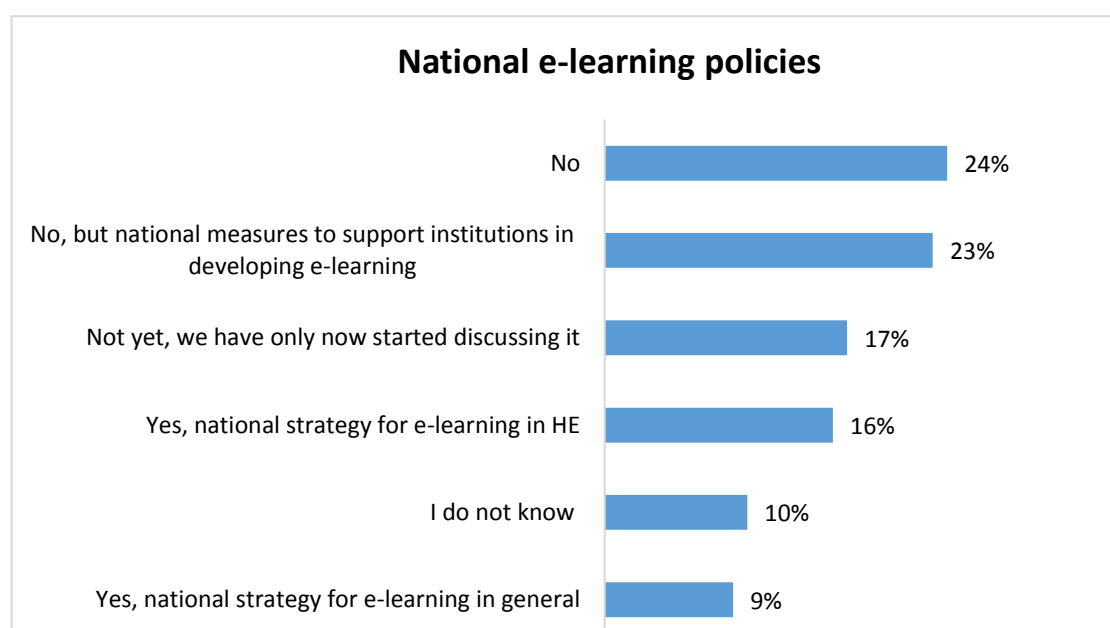 National e-learning policies
No
24%
No, but national measures to support institutions in
developing e-learning
23%
Not yet, we have only now started discussing it
17%
Yes, national strategy for e-learning in HE
16%
I do not know
10%
Yes, national strategy for e-learning in general
9%